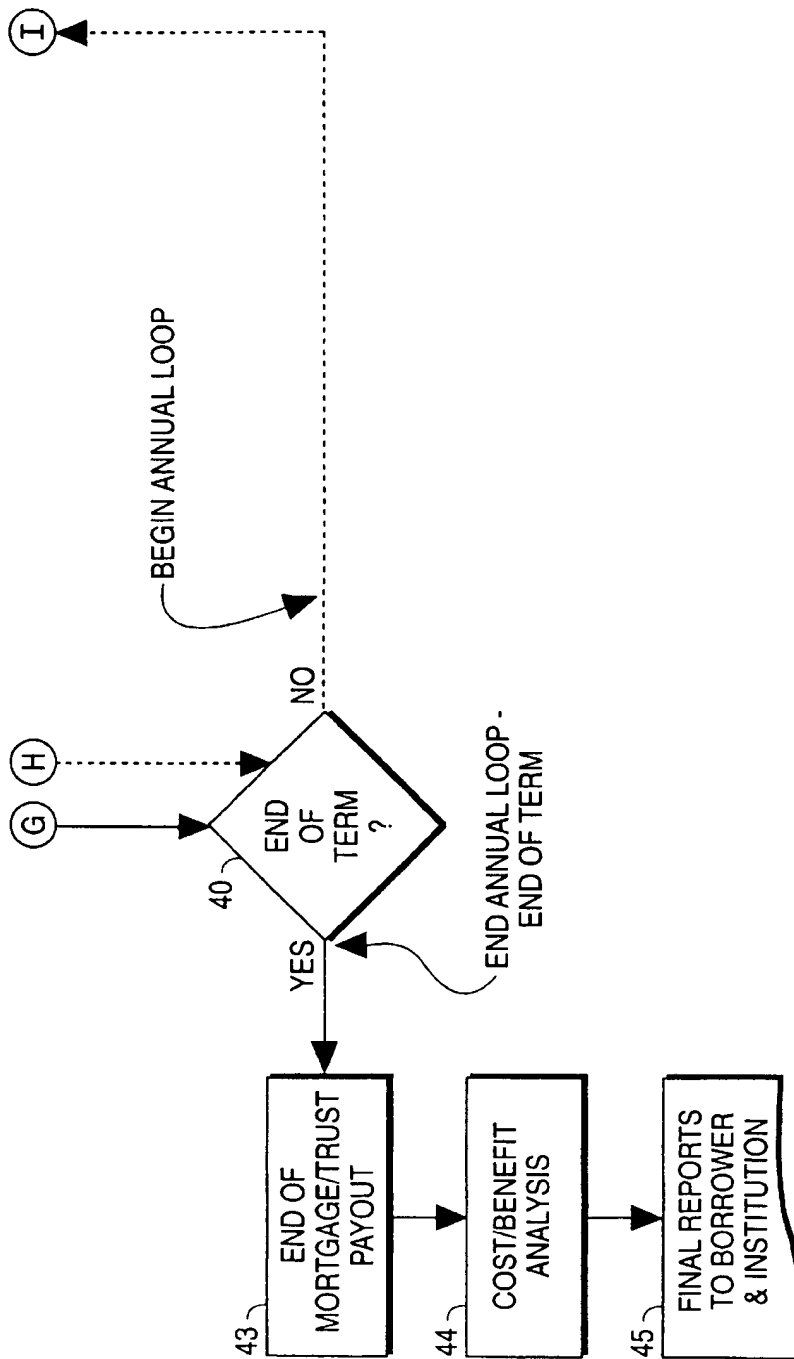 G
H
I
BEGIN ANNUAL LOOP
40
END
OF
TERM
?
YES
NO
END ANNUAL LOOP -
END OF TERM
43
END OF
MORTGAGE/TRUST
PAYOUT
44
COST/BENEFIT
ANALYSIS
45
FINAL REPORTS
TO BORROWER
& INSTITUTION